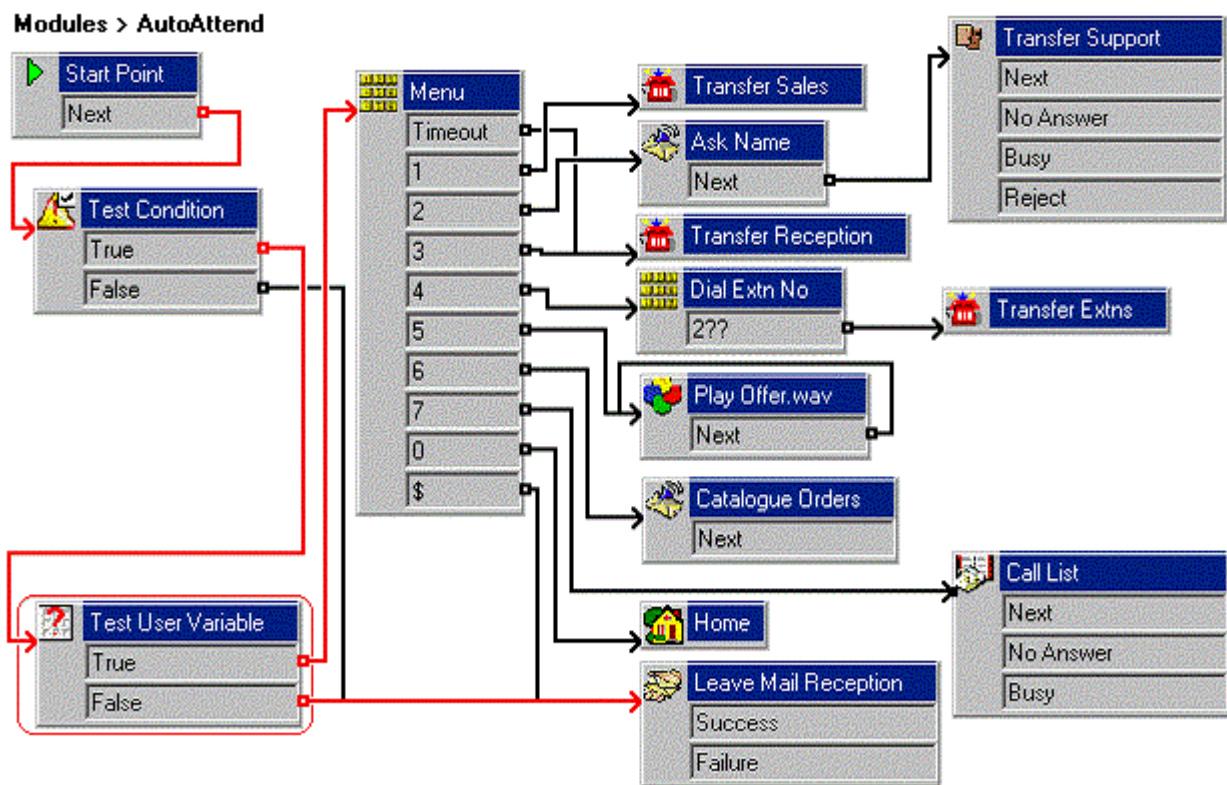 Modules > AutoAttend
Start Point
Next
Test Condition
True
False
Test User Variable
True
False
Menu
Timeout
1
2
3
4
5
6
7
0
$
Transfer Sales
Ask Name
Next
Transfer Reception
Dial Extn No
2??
Play Offer.wav
Next
Catalogue Orders
Next
Home
Leave Mail Reception
Success
Failure
Transfer Support
Next
No Answer
Busy
Reject
Transfer Extns
Call List
Next
No Answer
Busy